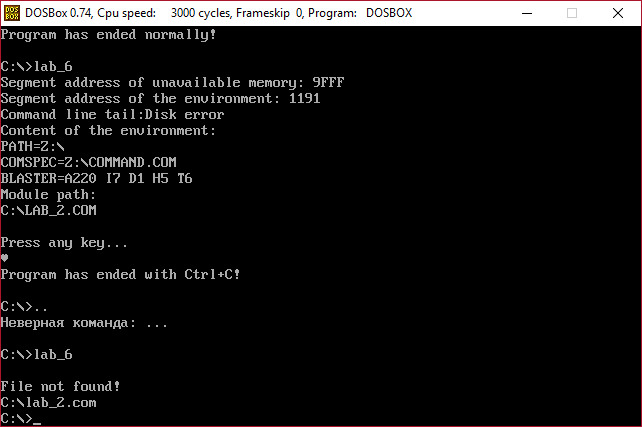 DOS BOX DOSBox 0.74, Cpu speed: 3000 cycles, Frameskip 0, Program: DOSBOX
Program has ended normally!
C:\>lab_6
Segment address of unavailable memory: 9FFF
Segment address of the environment: 1191
Command line tail:Disk error
Content of the environment:
PATH=Z:\
COMSPEC=Z:\COMMAND.COM
BLASTER=A220 I7 D1 H5 T6
Module path:
C:\LAB_2.COM
Press any key...
♥
Program has ended with Ctrl+C!
C:\>..
Неверная команда: ...
C:\>lab_6
File not found!
C:\lab_2.com
C:\>_